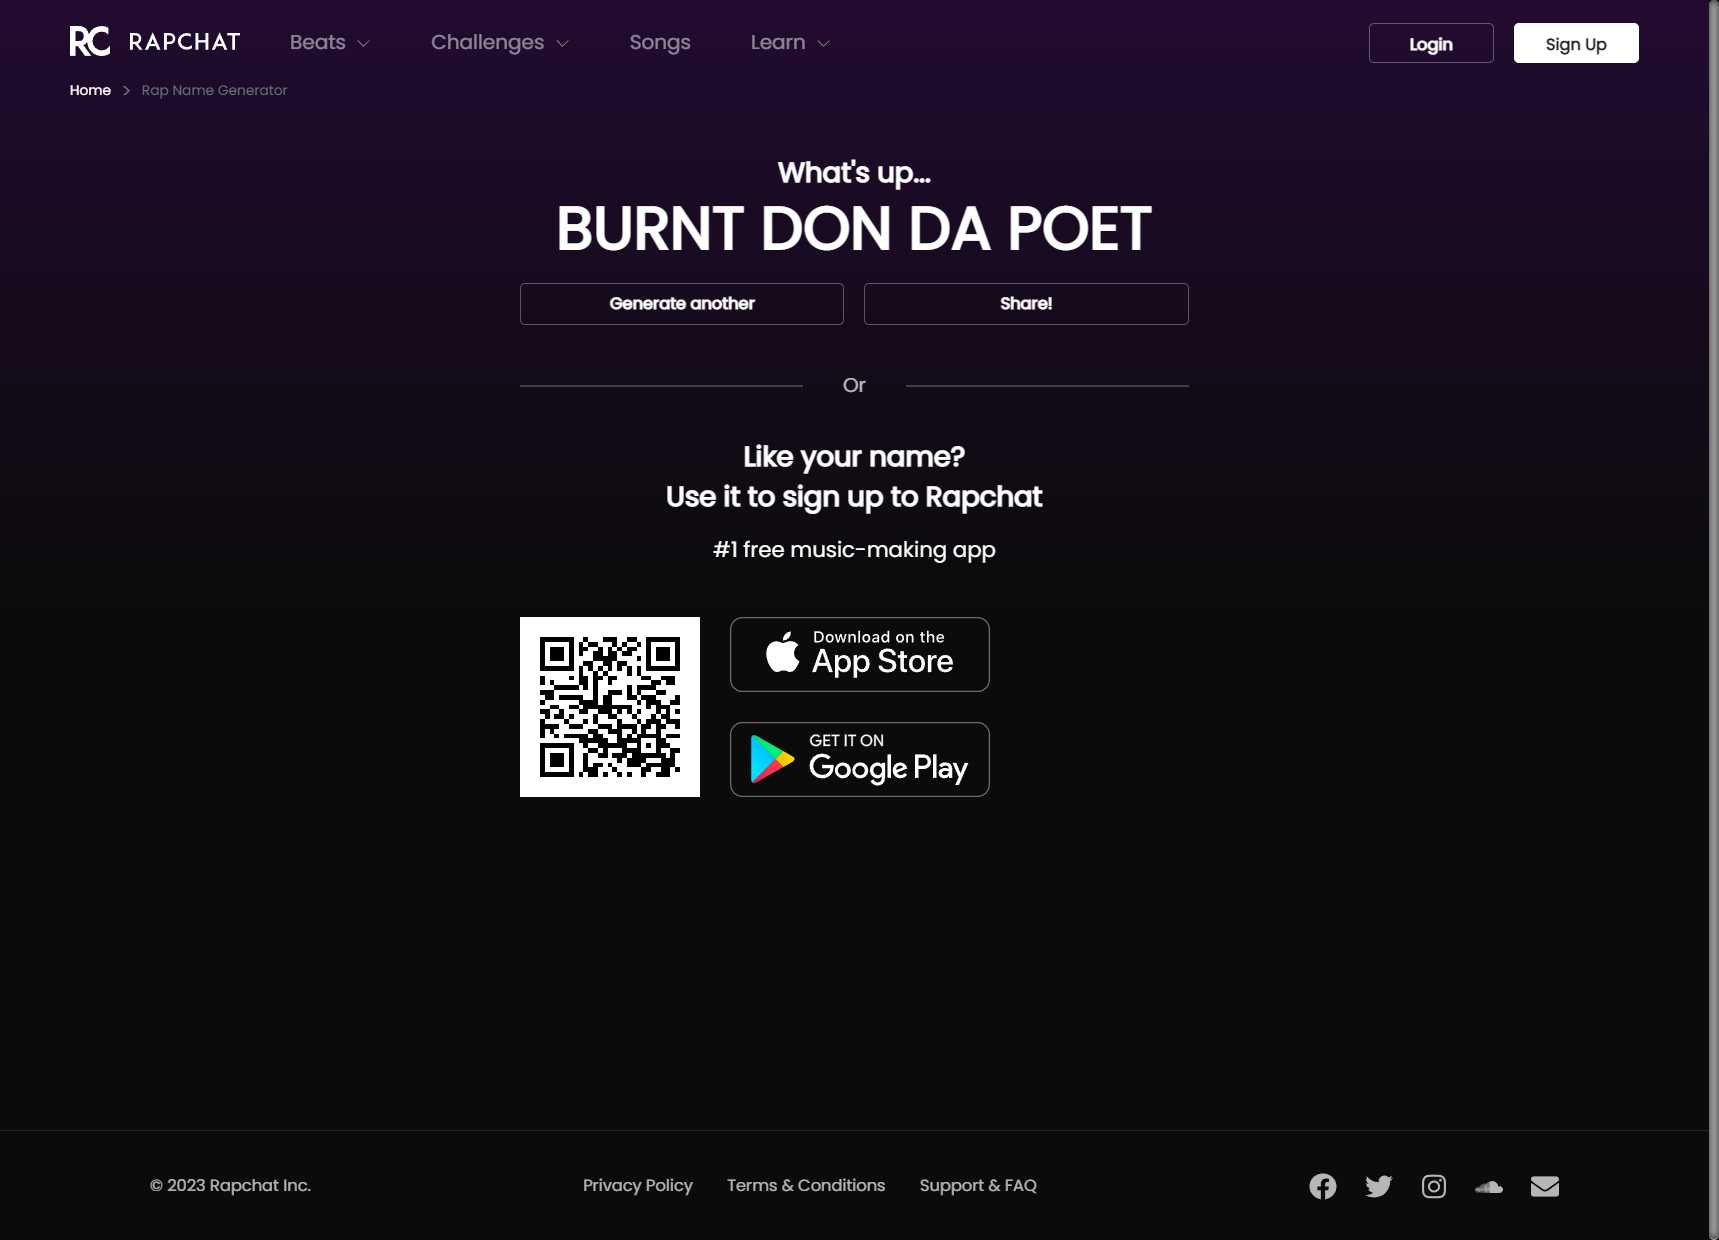 RC RAPCHAT Beats Challenges Songs Learn Login Sign Up
Home > Rap Name Generator
What's up...
BURNT DON DA POET
Generate another Share!
Or
Like your name?
Use it to sign up to Rapchat
#1 free music-making app
Download on the
App Store
GET IT ON
Google Play
© 2023 Rapchat Inc. Privacy Policy Terms & Conditions Support & FAQ